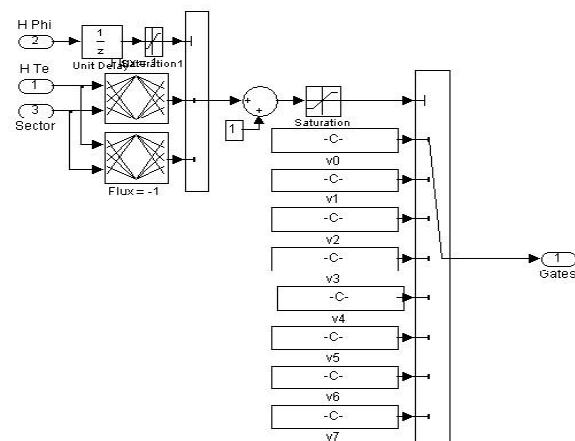 H Phi
2
1
z
Unit Delay
Saturation1
H Te
1
3
Sector
Flux = -1
1
Saturation
-C-
v0
-C-
v1
-C-
v2
-C-
v3
-C-
v4
-C-
v5
-C-
v6
-C-
v7
1
Gates